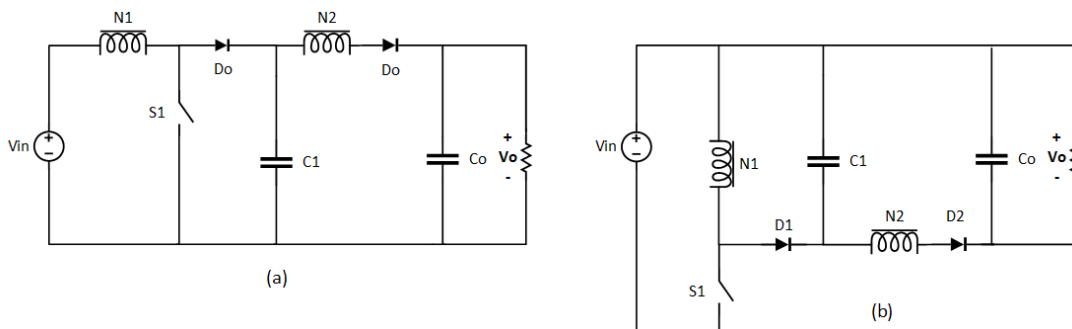 N1
N2
Do
Do
S1
Vin
+
−
C1
Co
+
Vo
-
(a)
Vin
+
−
N1
C1
Co
+
Vo
-
D1
N2
D2
S1
(b)